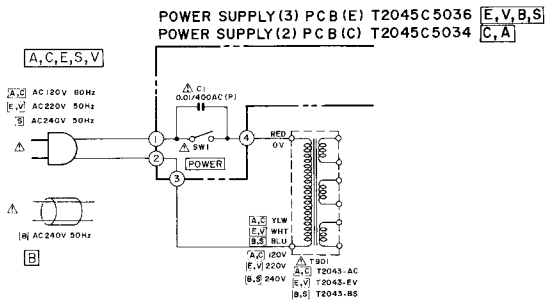 POWER SUPPLY(3) PCB(E) T2045C5036 E,V,B,S
POWER SUPPLY(2) PCB(C) T2045C5034 C,A
A,C,E,S,V
A,C AC120V 60Hz
E,V AC220V 50Hz
S AC240V 50Hz
C1
0.01/400AC(P)
SW1
POWER
1
2
3
4
RED
0V
B AC240V 50Hz
B
A,C YLW
E,V WHT
B,S BLU
A,C 120V
E,V 220V
B,S 240V
T901
A,C T2043-AC
E,V T2043-EV
B,S T2043-BS